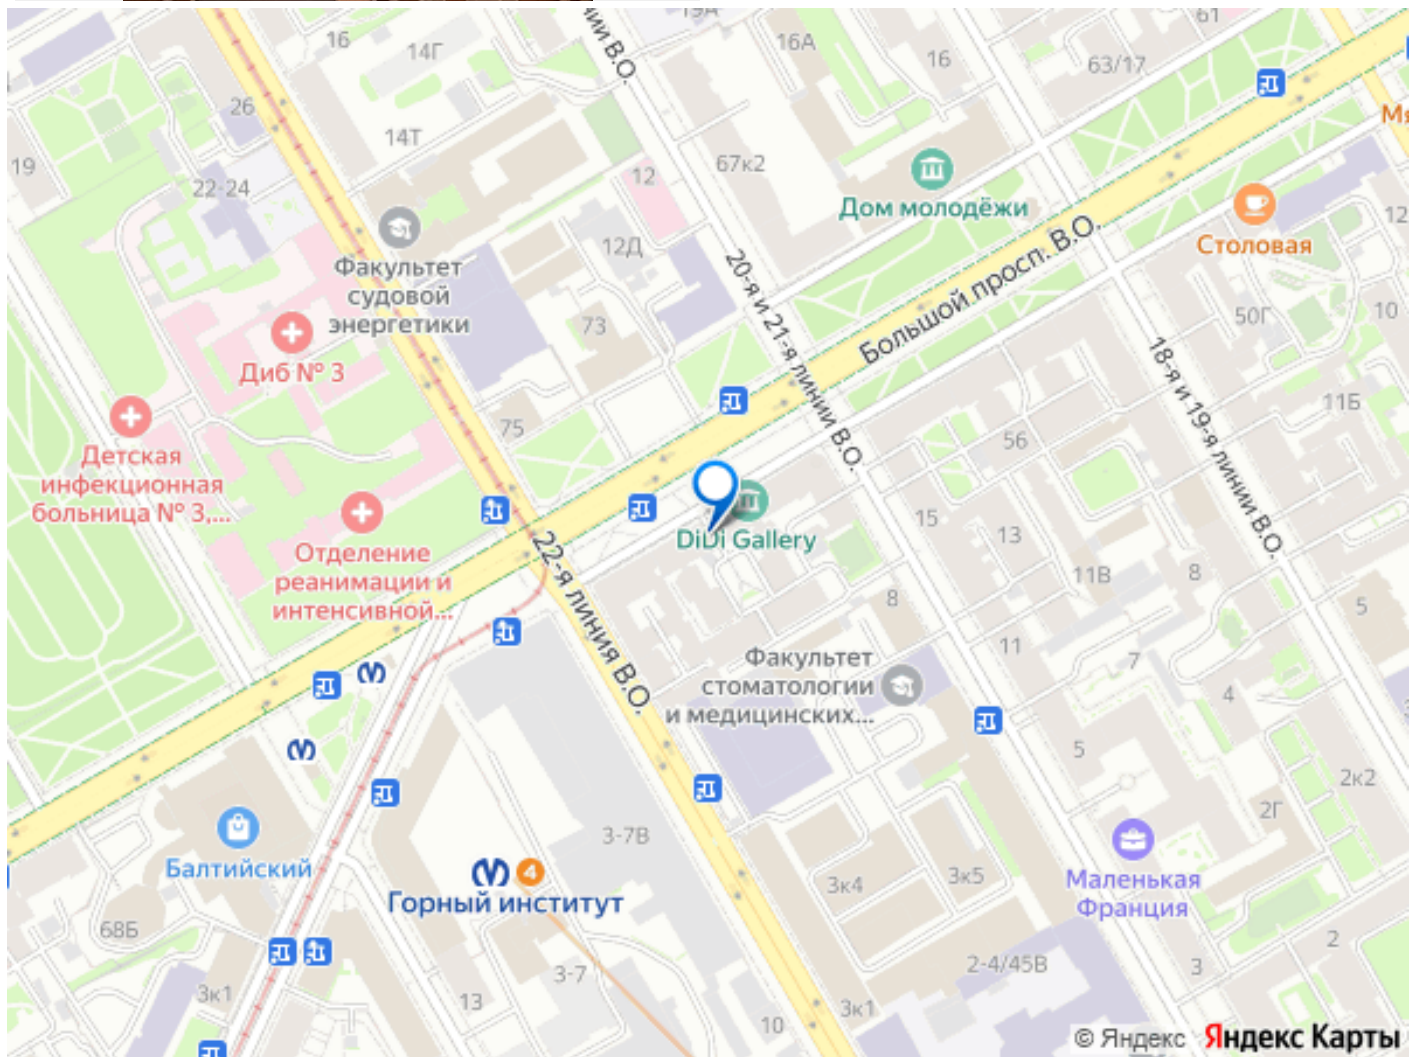 19А
61
16
14Г
нии В.О.
16А
16
63/17
26
14Т
19
22-24
12
67к2
Дом молодёжи
12
Столовая
Факультет
судовой
энергетики
12Д
20-я и 21-я линии В.О.
Большой просп. В.О.
50Г
10
73
Диб № 3
18-я и 19-я линии В.О.
11Б
75
56
Детская
инфекционная
больница № 3,...
DiDi Gallery
15
13
Отделение
реанимации и
интенсивной...
22-я линия В.О.
11В
8
8
5
11
7
Факультет
стоматологии
и медицинских...
4
5
2к2
2Г
3-7В
Балтийский
4
Горный институт
3к4
3к5
Маленькая
Франция
68Б
2
3-7
2-4/45В
3
3к1
13
3к1
10
© Яндекс Яндекс Карты